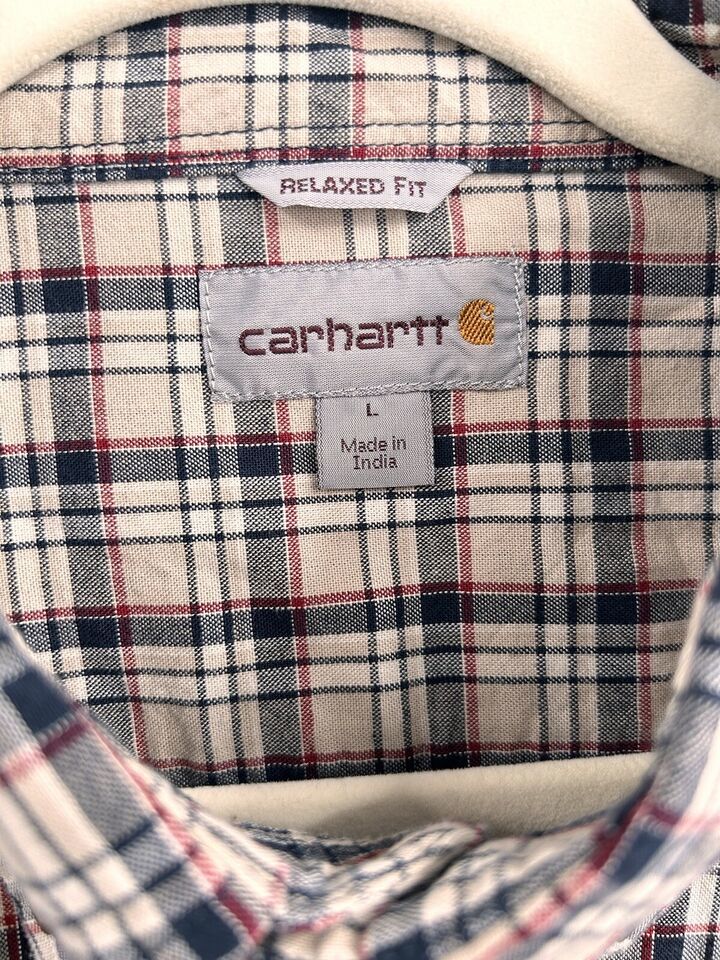 RELAXED FIT
carhartt
L
Made in
India